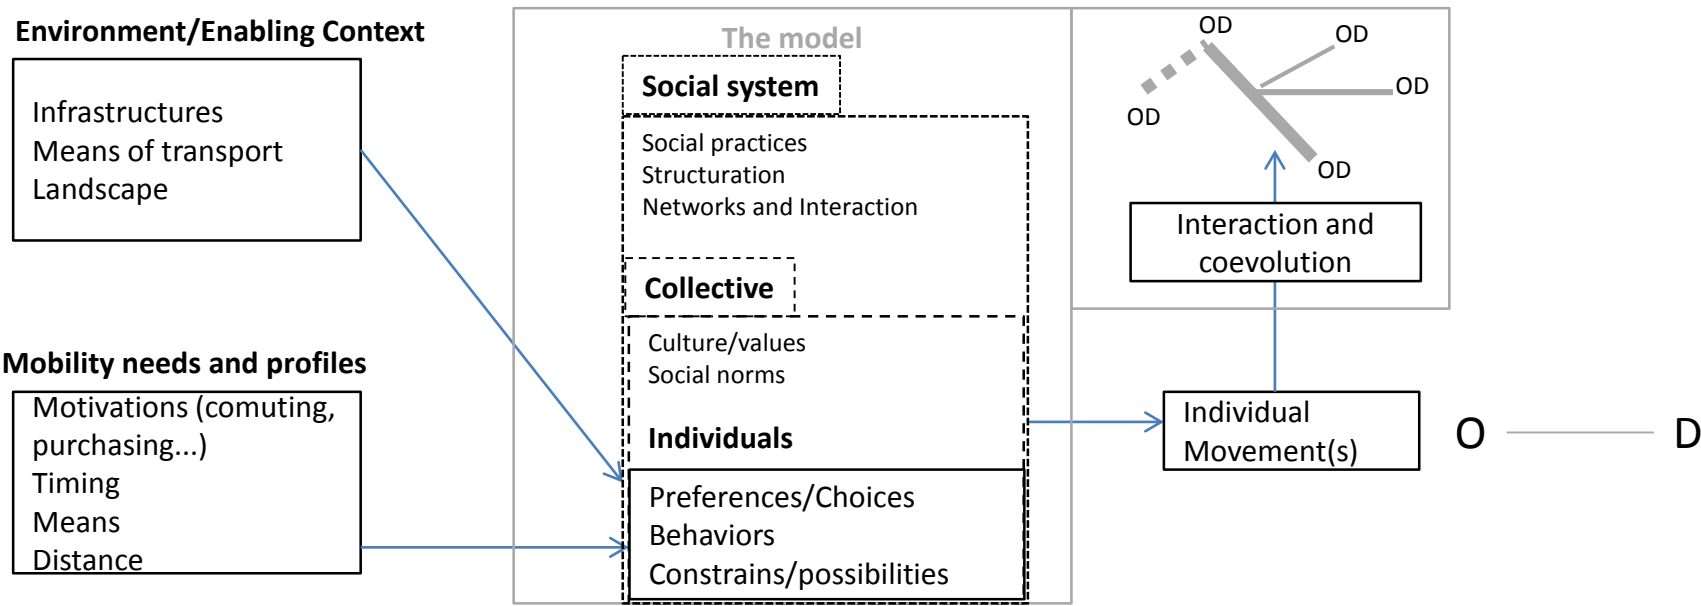 Environment/Enabling Context
Infrastructures
Means of transport
Landscape
Mobility needs and profiles
Motivations (comuting,
purchasing...)
Timing
Means
Distance
The model
Social system
Social practices
Structuration
Networks and Interaction
Collective
Culture/values
Social norms
Individuals
Preferences/Choices
Behaviors
Constrains/possibilities
OD
OD
OD
OD
OD
Interaction and
coevolution
Individual
Movement(s)
O D